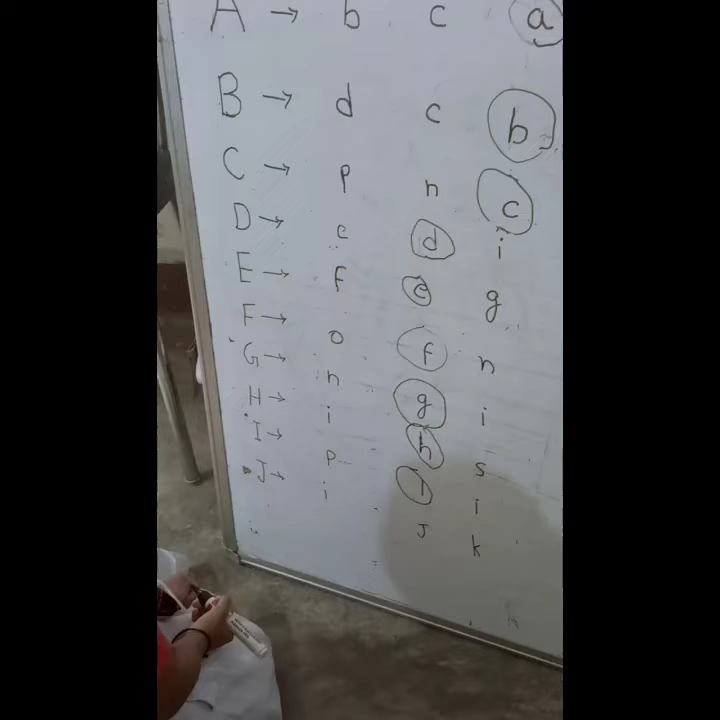 A → b c a
B → d c b
C → p n c
D → e d i
E → f e g
F → o f n
G → n g i
H → i h s
I → p I i
J → i J k